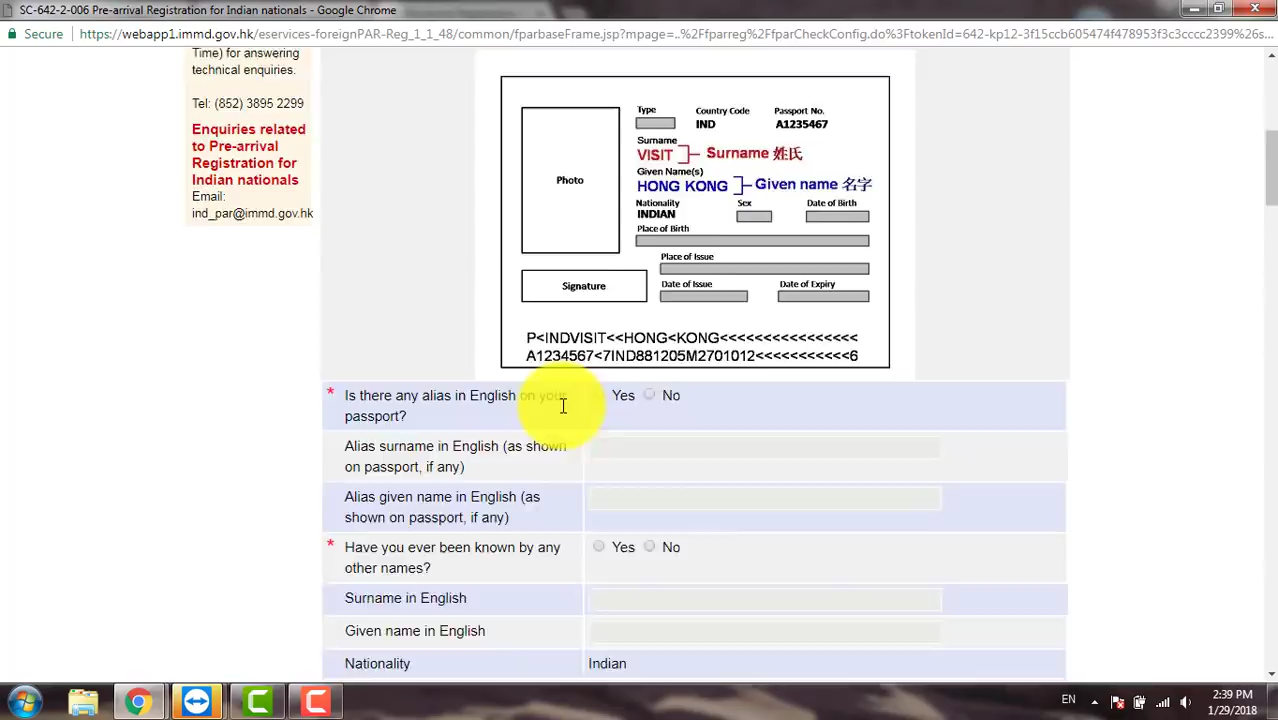 SC-642-2-006 Pre-arrival Registration for Indian nationals - Google Chrome
Secure https://webapp1.immd.gov.hk/eservices-foreignPAR-Reg_1_1_48/common/fparbaseFrame.jsp?mpage=..%2Ffparreg%2FfparCheckConfig.do%3FtokenId=642-kp12-3f15ccb605474f478953f3c3cccc2399%26s...
Time) for answering
technical enquiries.
Tel: (852) 3895 2299
Enquiries related
to Pre-arrival
Registration for
Indian nationals
Email:
ind_par@immd.gov.hk
Photo
Signature
Type Country Code Passport No.
IND A1235467
Surname
VISIT Surname 姓氏
Given Name(s)
HONG KONG Given name 名字
Nationality Sex Date of Birth
INDIAN
Place of Birth
Place of Issue
Date of Issue Date of Expiry
P<INDVISIT<<HONG<KONG<<<<<<<<<<<<<<<<
A1234567<7IND881205M2701012<<<<<<<<<<<6
* Is there any alias in English on your Yes No
passport?
Alias surname in English (as shown
on passport, if any)
Alias given name in English (as
shown on passport, if any)
* Have you ever been known by any Yes No
other names?
Surname in English
Given name in English
Nationality Indian
EN 2:39 PM
1/29/2018